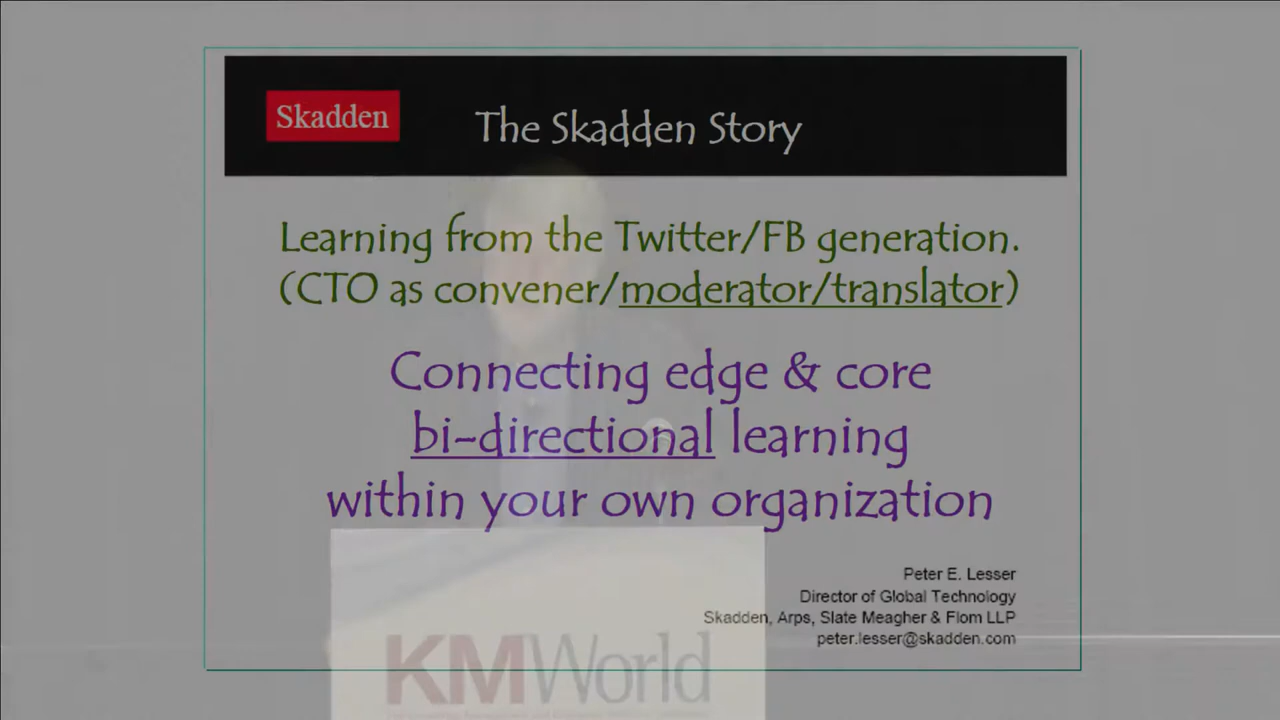 Skadden
The Skadden Story
Learning from the Twitter/FB generation.
(CTO as convener/moderator/translator)
Connecting edge & core
bi-directional learning
within your own organization
Peter E. Lesser
Director of Global Technology
Skadden, Arps, Slate Meagher & Flom LLP
peter.lesser@skadden.com
KMWorld